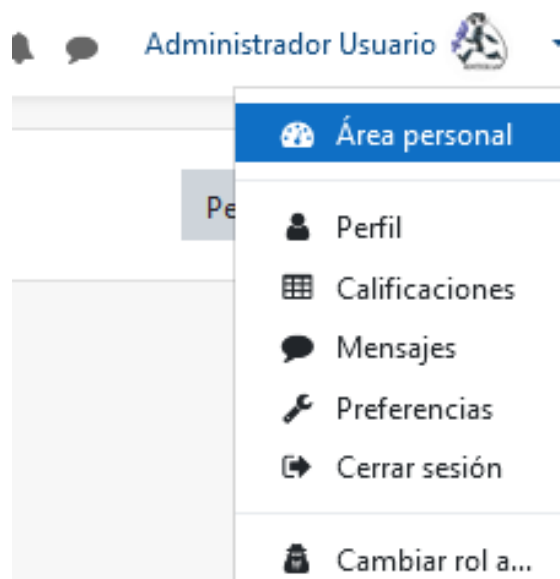 Administrador Usuario
Área personal
Pe
Perfil
Calificaciones
Mensajes
Preferencias
Cerrar sesión
Cambiar rol a...